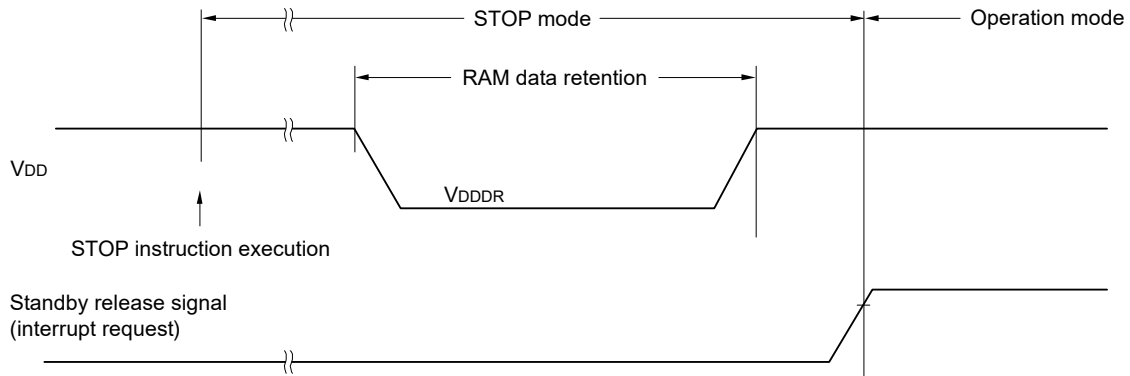 STOP mode
Operation mode
RAM data retention
VDD
VDDDR
STOP instruction execution
Standby release signal
(interrupt request)